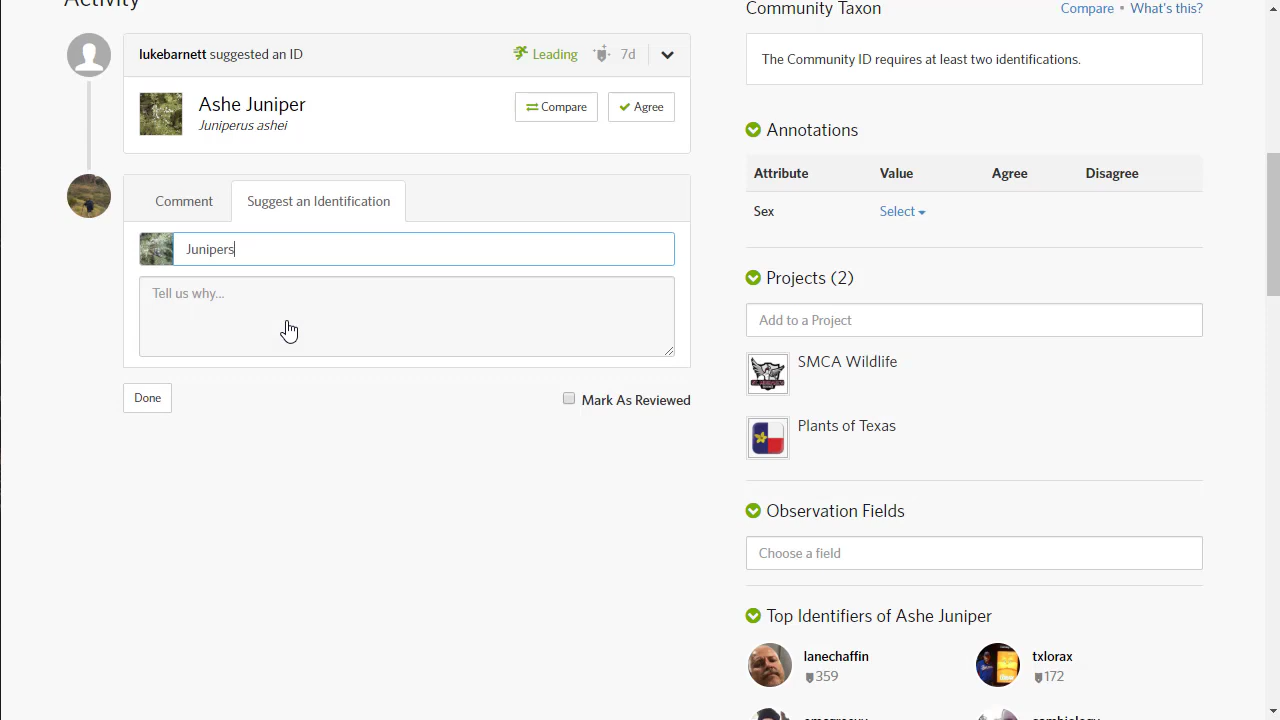 Activity
lukebarnett suggested an ID
Leading
7d
Ashe Juniper
Juniperus ashei
Compare
Agree
Comment
Suggest an Identification
Junipers
Tell us why...
Done
Mark As Reviewed
Community Taxon
Compare • What's this?
The Community ID requires at least two identifications.
Annotations
Attribute Value Agree Disagree
Sex Select
Projects (2)
Add to a Project
SMCA Wildlife
Plants of Texas
Observation Fields
Choose a field
Top Identifiers of Ashe Juniper
lanechaffin
359
txlorax
172